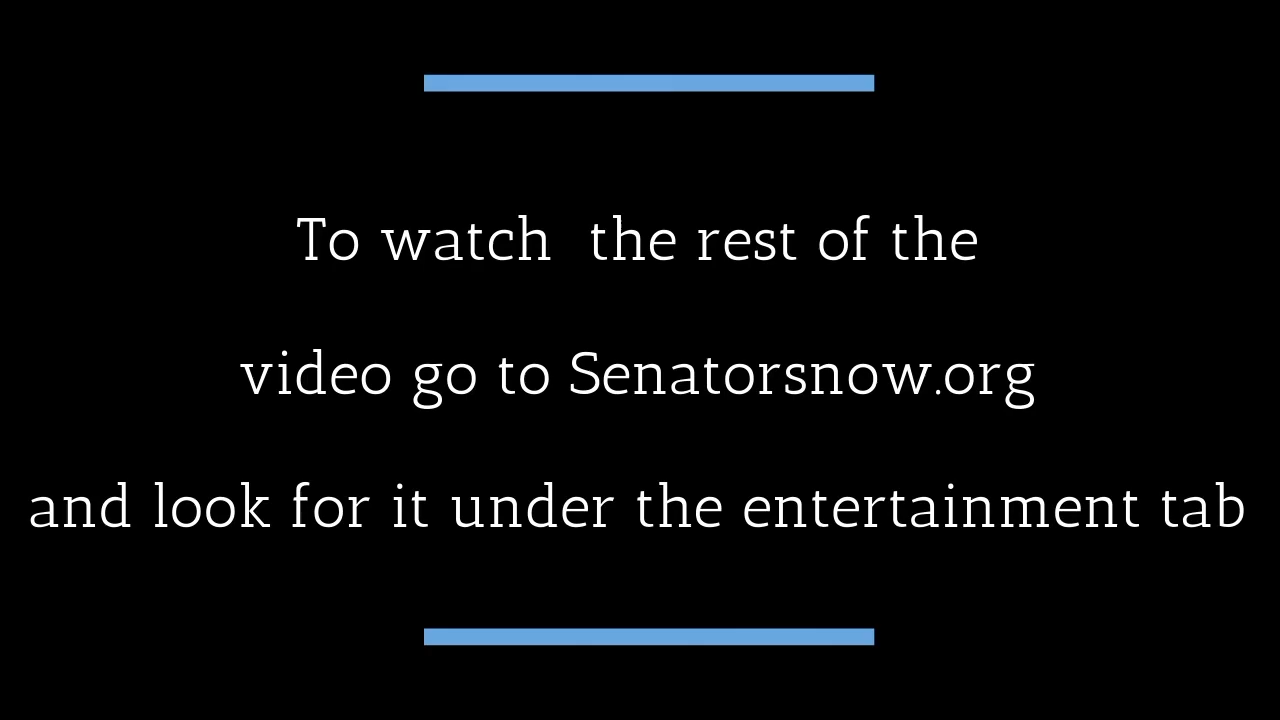 To watch  the rest of the
video go to Senatorsnow.org
and look for it under the entertainment tab